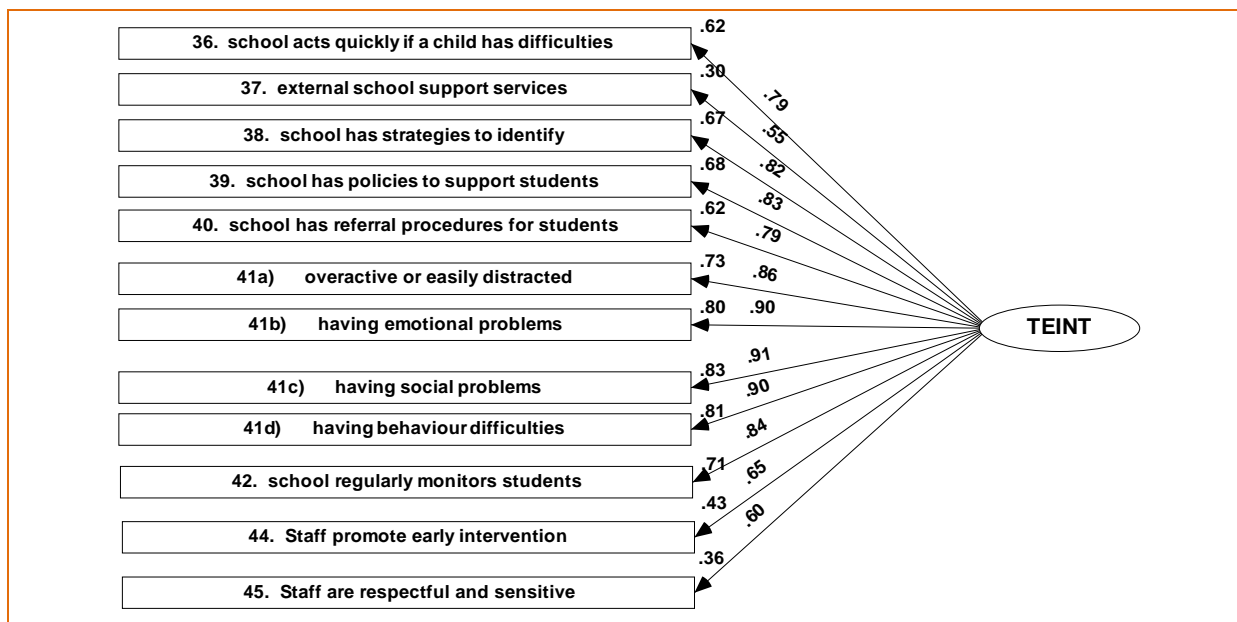 .62
36. school acts quickly if a child has difficulties
.79
.30
37. external school support services
.55
.67
38. school has strategies to identify
.82
.68
39. school has policies to support students
.83
.62
40. school has referral procedures for students
.79
.73
41a) overactive or easily distracted
.86
.80
41b) having emotional problems
.90
TEINT
.83
41c) having social problems
.91
.81
41d) having behaviour difficulties
.90
.71
42. school regularly monitors students
.84
.43
44. Staff promote early intervention
.65
.36
45. Staff are respectful and sensitive
.60